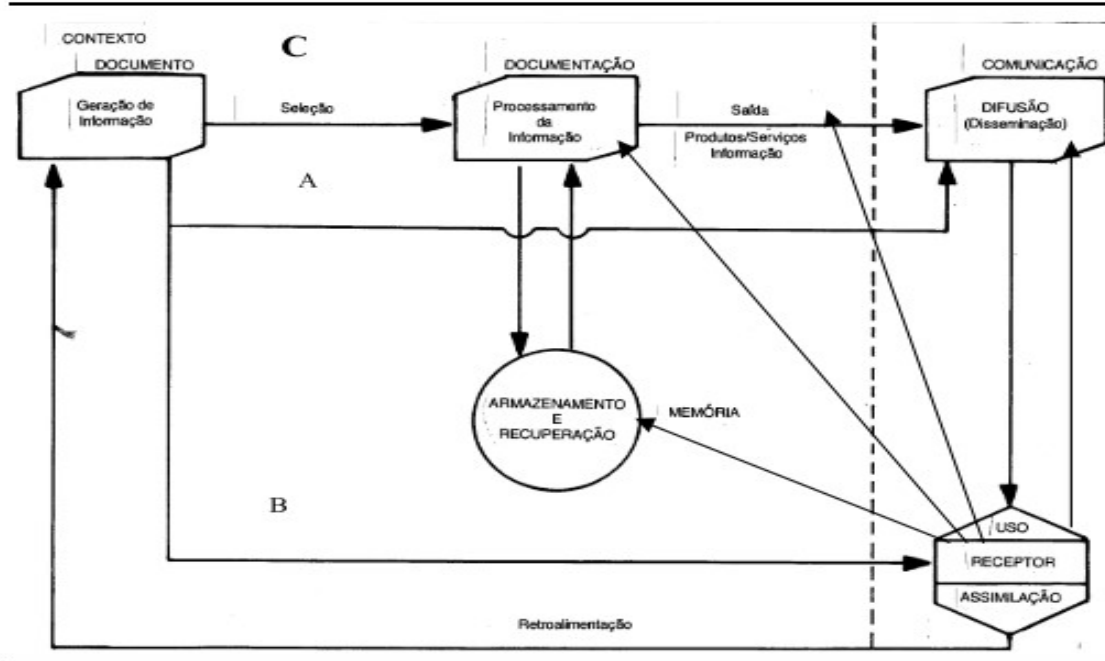 CONTEXTO
C
DOCUMENTO
DOCUMENTAÇÃO
COMUNICAÇÃO
Geração de
Informação
Seleção
Processamento
da
Informação
Saída
Produtos/Serviços
Informação
DIFUSÃO
(Disseminação)
A
ARMAZENAMENTO
E
RECUPERAÇÃO
MEMÓRIA
B
USO
RECEPTOR
ASSIMILAÇÃO
Retroalimentação